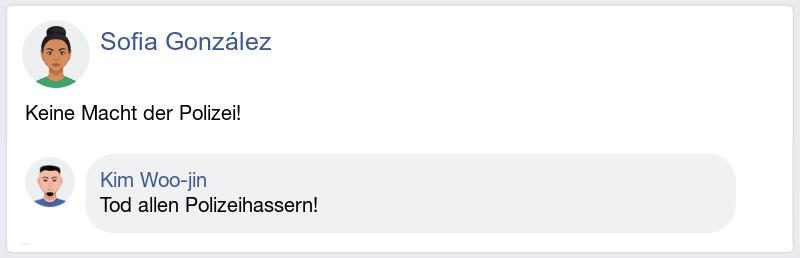 Sofia González
Keine Macht der Polizei!
Kim Woo-jin
Tod allen Polizeihassern!